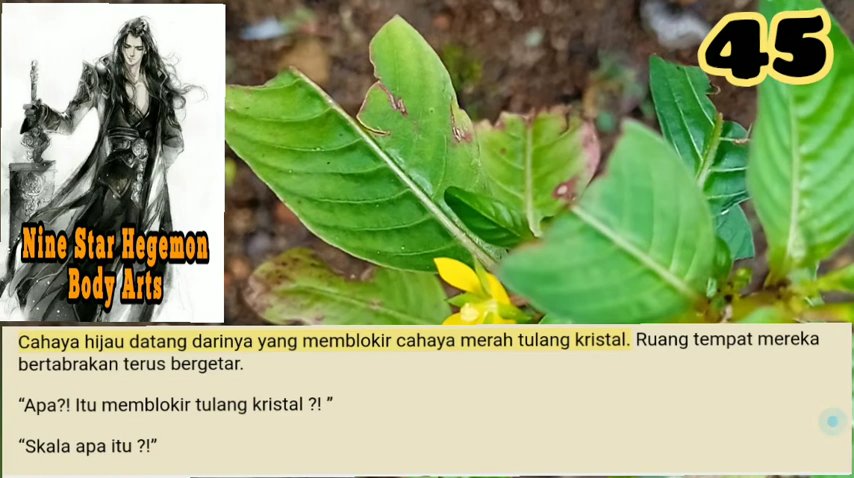 45
Nine Star Hegemon
Body Arts
Cahaya hijau datang darinya yang memblokir cahaya merah tulang kristal. Ruang tempat mereka
bertabrakan terus bergetar.
“Apa?! Itu memblokir tulang kristal ?! ”
“Skala apa itu ?!”